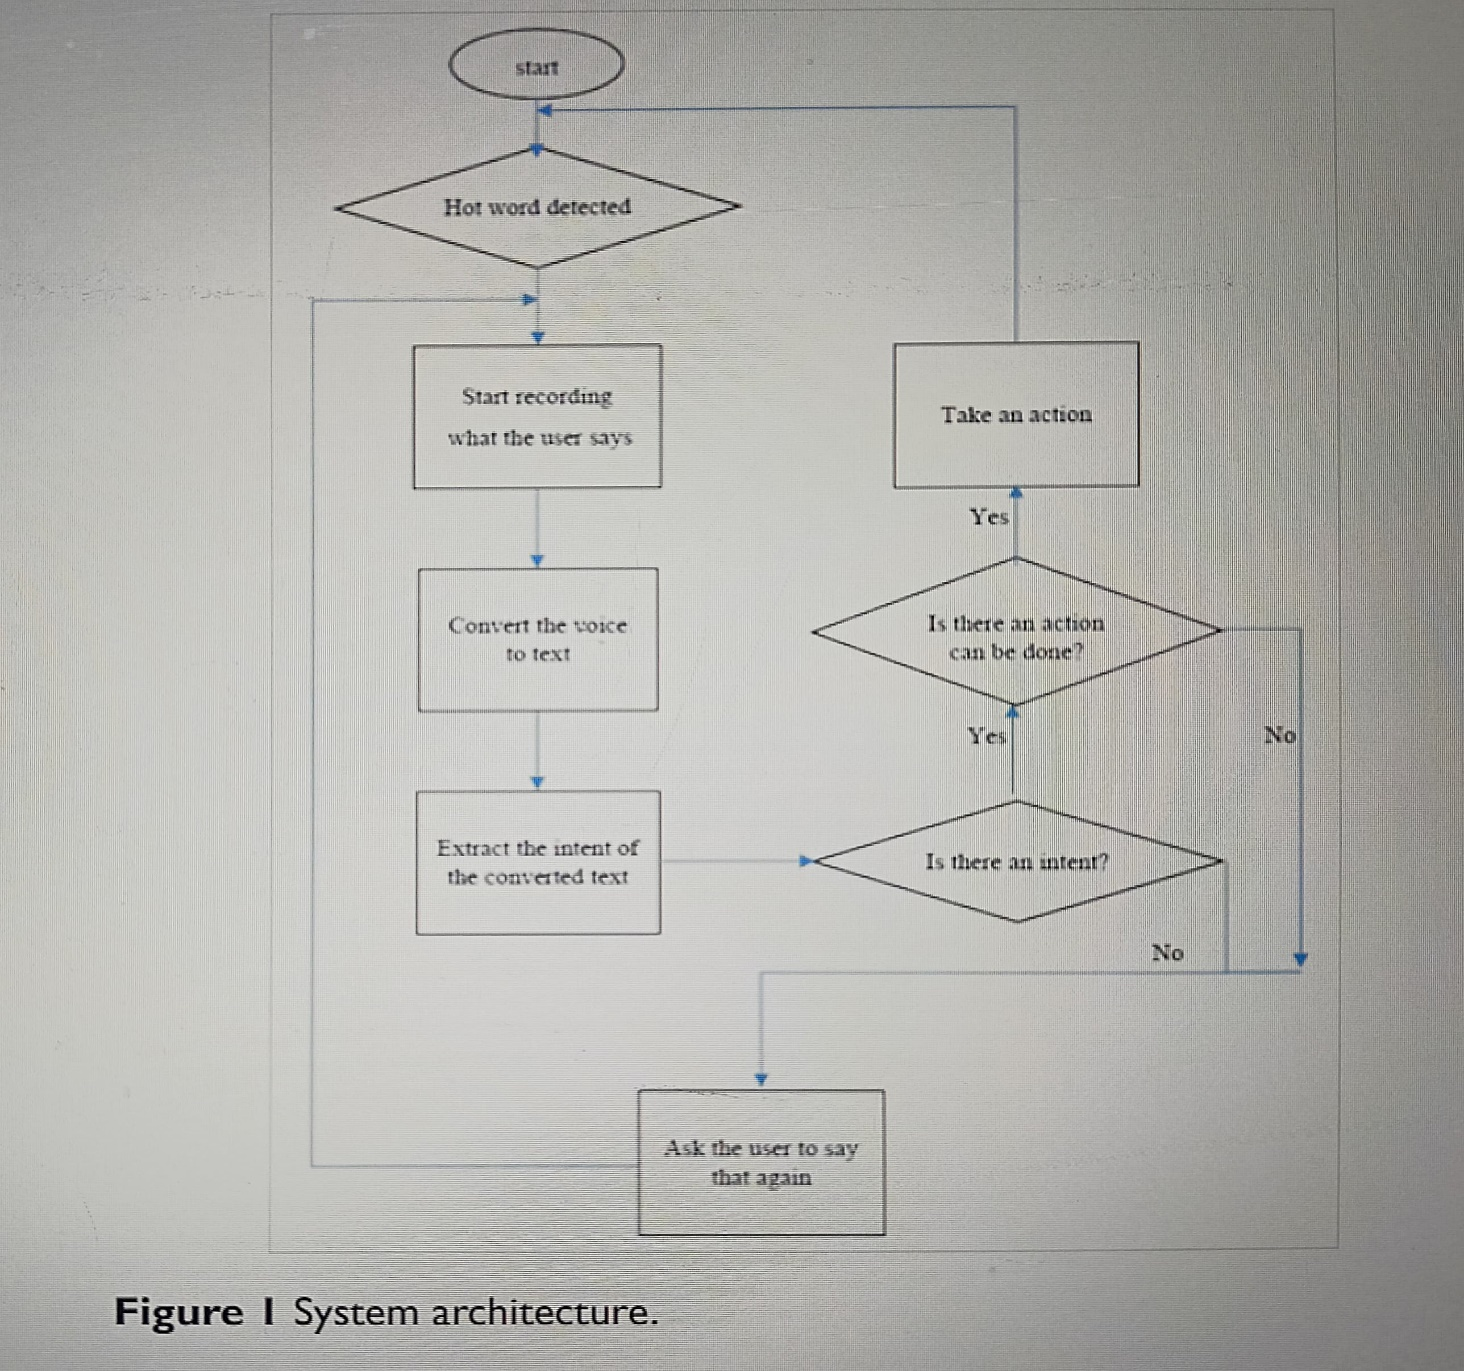 start
Hot word detected
Start recording
what the user says
Convert the voice
to text
Extract the intent of
the converted text
Is there an intent?
Yes
No
Is there an action
can be done?
Yes
No
Take an action
Ask the user to say
that again
Figure 1 System architecture.